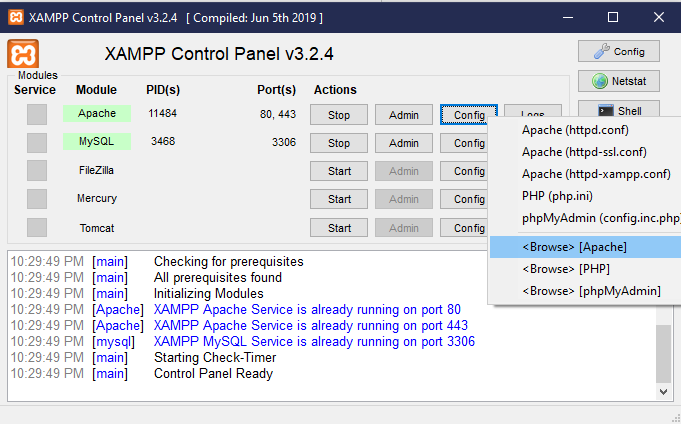 XAMPP Control Panel v3.2.4 [ Compiled: Jun 5th 2019 ]
XAMPP Control Panel v3.2.4
Config
Netstat
Shell
Modules
Service Module PID(s) Port(s) Actions
Apache 11484 80, 443 Stop Admin Config Logs
MySQL 3468 3306 Stop Admin Config
FileZilla Start Admin Config
Mercury Start Admin Config
Tomcat Start Admin Config
Apache (httpd.conf)
Apache (httpd-ssl.conf)
Apache (httpd-xampp.conf)
PHP (php.ini)
phpMyAdmin (config.inc.php)
<Browse> [Apache]
<Browse> [PHP]
<Browse> [phpMyAdmin]
10:29:49 PM [main] Checking for prerequisites
10:29:49 PM [main] All prerequisites found
10:29:49 PM [main] Initializing Modules
10:29:49 PM [Apache] XAMPP Apache Service is already running on port 80
10:29:49 PM [Apache] XAMPP Apache Service is already running on port 443
10:29:49 PM [mysql] XAMPP MySQL Service is already running on port 3306
10:29:49 PM [main] Starting Check-Timer
10:29:49 PM [main] Control Panel Ready